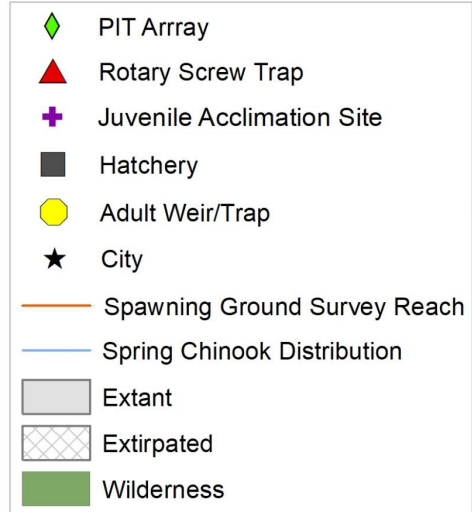 PIT Arrray
Rotary Screw Trap
Juvenile Acclimation Site
Hatchery
Adult Weir/Trap
City
Spawning Ground Survey Reach
Spring Chinook Distribution
Extant
Extirpated
Wilderness